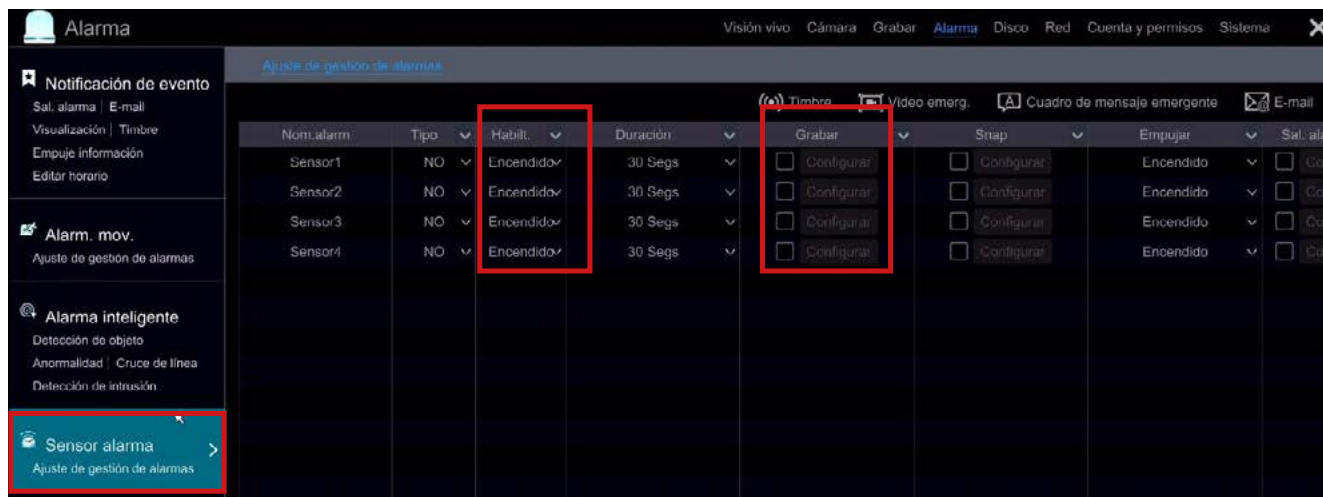 Alarma
Visión vivo Cámara Grabar Alarma Disco Red Cuenta y permisos Sistema
Notificación de evento
Sal. alarma | E-mail
Visualización | Timbre
Empuje información
Editar horario
Alarm. mov.
Ajuste de gestión de alarmas
Alarma inteligente
Detección de objeto
Anormalidad | Cruce de línea
Detección de intrusión
Sensor alarma
Ajuste de gestión de alarmas
Ajuste de gestión de alarmas
Timbre Video emerg. Cuadro de mensaje emergente E-mail
Nom.alarm Tipo Habilt. Duración Grabar Snap Empujar Sal.
Sensor1 NO Encendido 30 Segs Configurar Configurar Encendido
Sensor2 NO Encendido 30 Segs Configurar Configurar Encendido
Sensor3 NO Encendido 30 Segs Configurar Configurar Encendido
Sensor4 NO Encendido 30 Segs Configurar Configurar Encendido